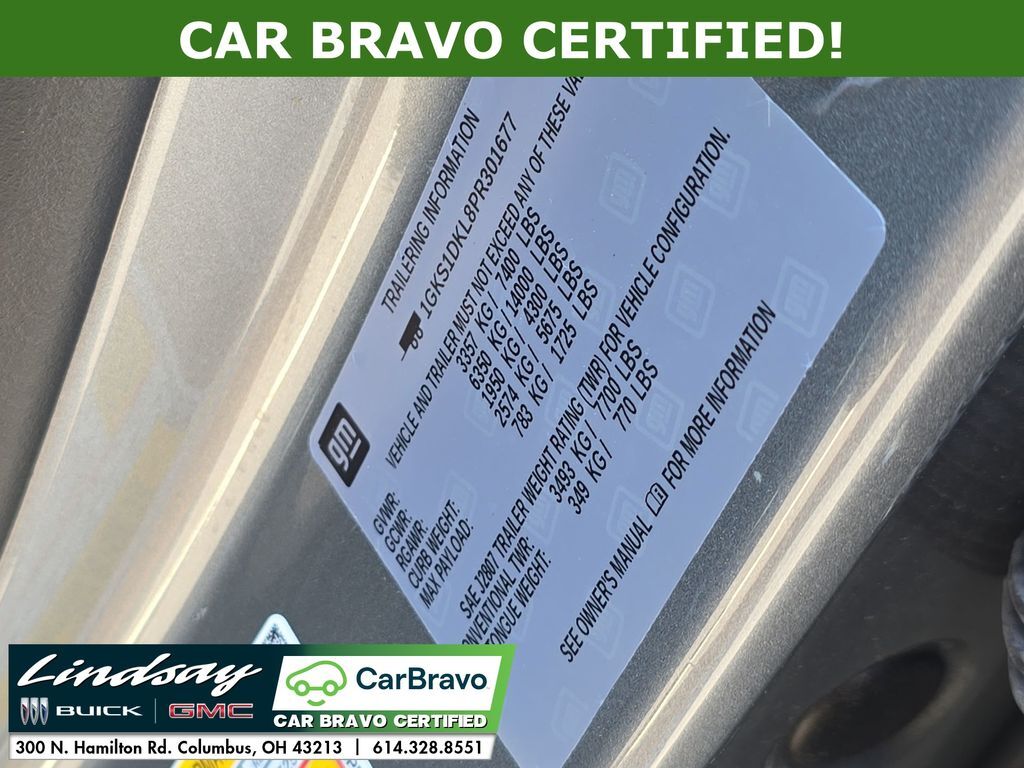 CAR BRAVO CERTIFIED!
TRAILERING INFORMATION
1GKS1DKL8PR301677
gm
VEHICLE AND TRAILER MUST NOT EXCEED ANY OF THESE
GVWR: 3357 KG/ 7400 LBS
GCWR: 6350 KG/ 14000 LBS
RGAWR: 1950 KG/ 4300 LBS
CURB WEIGHT: 2574 KG/ 5675 LBS
MAX PAYLOAD: 783 KG/ 1725 LBS
SAE J2807 TRAILER WEIGHT RATING (TWR) FOR VEHICLE CONFIGURATION.
ONVENTIONAL TWR: 3493 KG/ 7700 LBS
TONGUE WEIGHT: 349 KG/ 770 LBS
SEE OWNER'S MANUAL FOR MORE INFORMATION
Lindsay
BUICK | GMC
CarBravo
CAR BRAVO CERTIFIED
300 N. Hamilton Rd. Columbus, OH 43213 | 614.328.8551